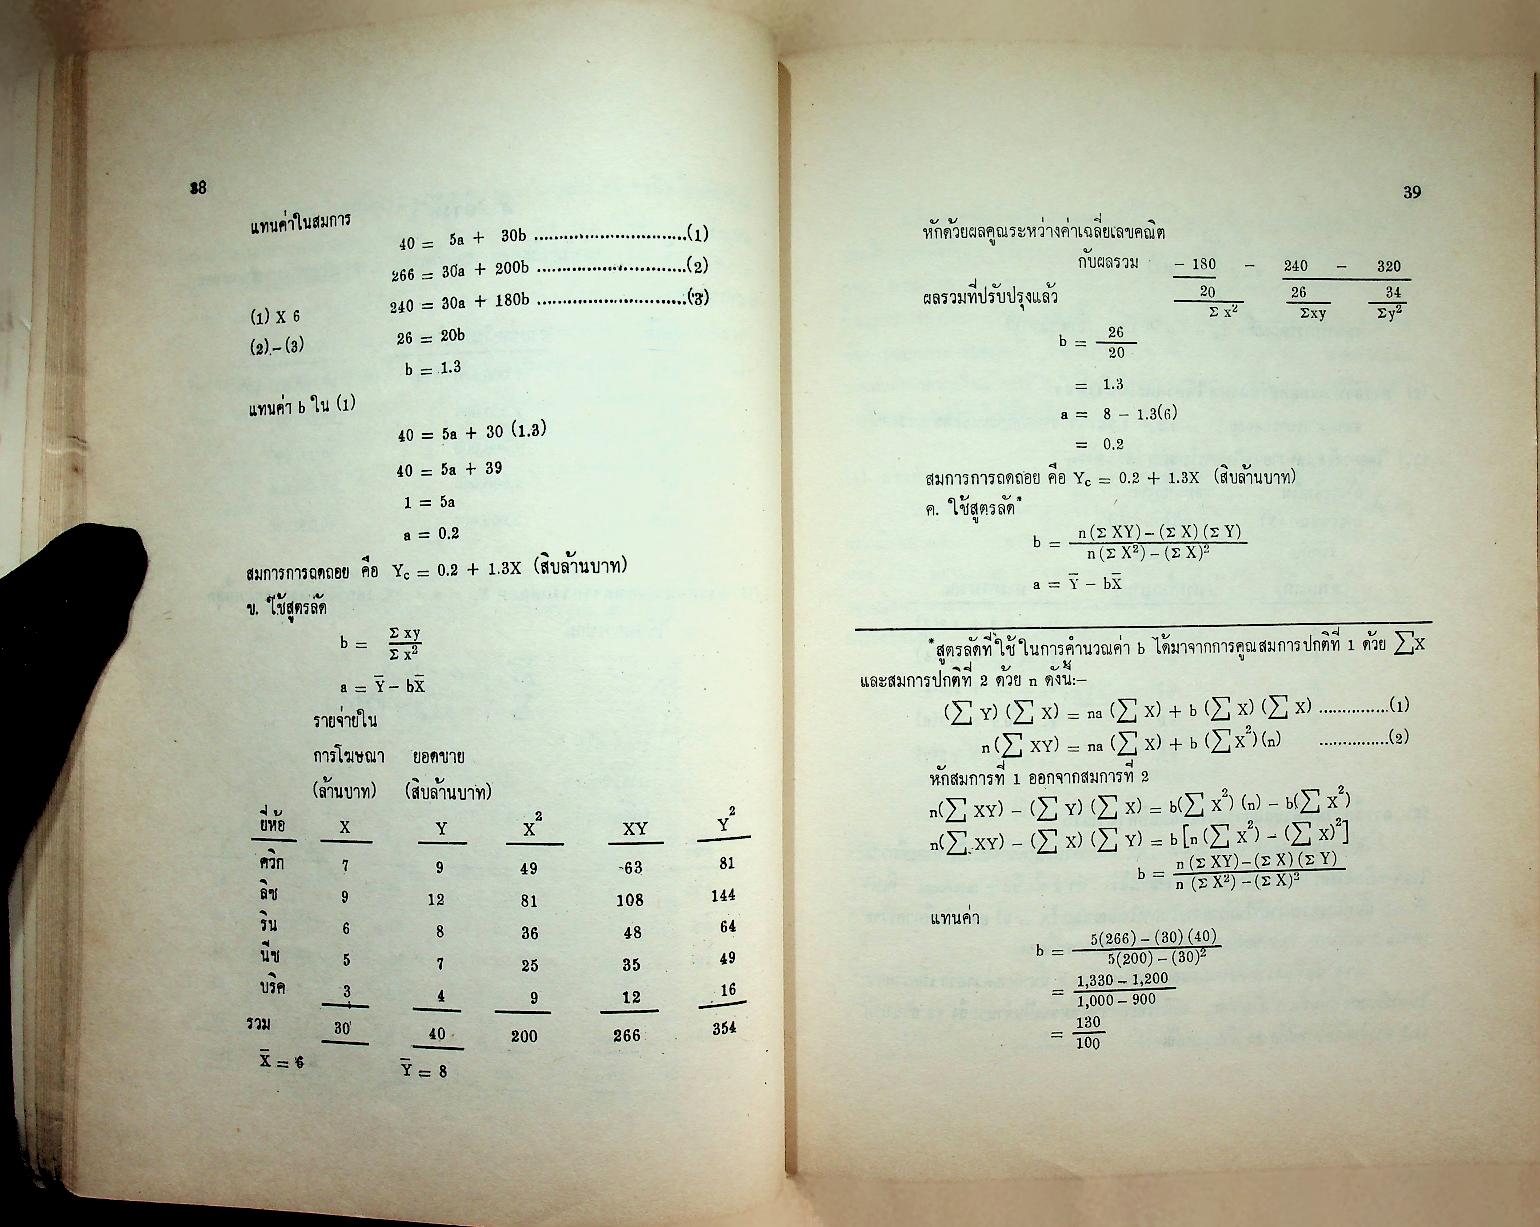 38
แทนค่าในสมการ
40 = 5a + 30b ..............................(1)
266 = 30a + 200b ..............................(2)
(1) X 6 240 = 30a + 180b ..............................(3)
(2) – (3) 26 = 20b
b = 1.3
แทนค่า b ใน (1)
40 = 5a + 30 (1.3)
40 = 5a + 39
1 = 5a
a = 0.2
สมการการถดถอย คือ Yc = 0.2 + 1.3X (สิบล้านบาท)
ข. ใช้สูตรลัด
b = Σ xy / Σ x²
a = Y̅ – bX̅
รายจ่ายใน
การโฆษณา ยอดขาย
(ล้านบาท) (สิบล้านบาท)
ยี่ห้อ X Y X² XY Y²
ควิก 7 9 49 63 81
ลิช 9 12 81 108 144
ริน 6 8 36 48 64
นีช 5 7 25 35 49
บริค 3 4 9 12 16
รวม 30 40 200 266 354
X̅ = 6 Y̅ = 8
39
หักด้วยผลคูณระหว่างค่าเฉลี่ยเลขคณิต
กับผลรวม – 180 – 240 – 320
ผลรวมที่ปรับปรุงแล้ว 20 26 34
Σ x² Σxy Σy²
b = 26 / 20
= 1.3
a = 8 – 1.3(6)
= 0.2
สมการการถดถอย คือ Yc = 0.2 + 1.3X (สิบล้านบาท)
ค. ใช้สูตรลัด*
b = n(Σ XY) – (Σ X) (Σ Y) / n(Σ X²) – (Σ X)²
a = Y̅ – bX̅
*สูตรลัดที่ใช้ในการคำนวณค่า b ได้มาจากการคูณสมการปกติที่ 1 ด้วย ∑X
และสมการปกติที่ 2 ด้วย n ดังนี้:–
(∑ Y) (∑ X) = na (∑ X) + b (∑ X) (∑ X) ...............(1)
n(∑ XY) = na (∑ X) + b (∑X²)(n) ...............(2)
หักสมการที่ 1 ออกจากสมการที่ 2
n(∑ XY) – (∑ Y) (∑ X) = b(∑ X²) (n) – b(∑ X²)
n(∑ XY) – (∑ X) (∑ Y) = b [n (∑ X²) – (∑ X)²]
b = n (Σ XY) – (Σ X) (Σ Y) / n (Σ X²) – (Σ X)²
แทนค่า
b = 5(266) – (30) (40) / 5(200) – (30)²
= 1,330 – 1,200 / 1,000 – 900
= 130 / 100